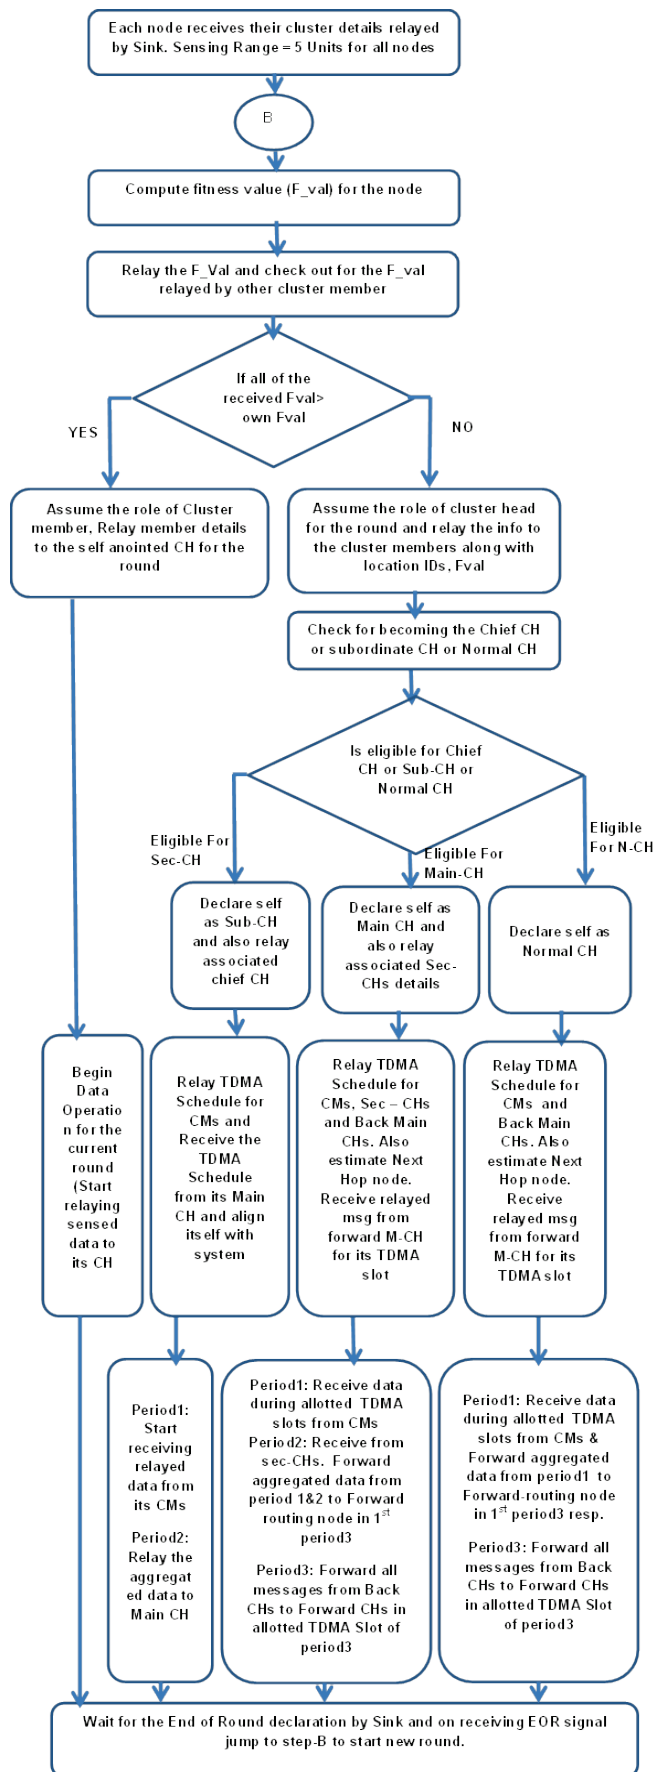 Each node receives their cluster details relayed
by Sink. Sensing Range = 5 Units for all nodes
B
Compute fitness value (F_val) for the node
Relay the F_Val and check out for the F_val
relayed by other cluster member
If all of the
received Fval>
own Fval
YES
NO
Assume the role of Cluster
member, Relay member details
to the self anointed CH for the
round
Assume the role of cluster head
for the round and relay the info to
the cluster members along with
location IDs, Fval
Check for becoming the Chief CH
or subordinate CH or Normal CH
Is eligible for Chief
CH or Sub-CH or
Normal CH
Eligible For
Sec-CH
Eligible For
Main-CH
Eligible
For N-CH
Declare self
as Sub-CH
and also relay
associated
chief CH
Declare self as
Main CH and
also relay
associated Sec-
CHs details
Declare self as
Normal CH
Begin
Data
Operatio
n for the
current
round
(Start
relaying
sensed
data to
its CH
Relay TDMA
Schedule for
CMs and
Receive the
TDMA
Schedule
from its Main
CH and align
itself with
system
Relay TDMA
Schedule for
CMs, Sec – CHs
and Back Main
CHs. Also
estimate Next
Hop node.
Receive relayed
msg from
forward M-CH
for its TDMA
slot
Relay TDMA
Schedule for
CMs and
Back Main
CHs. Also
estimate Next
Hop node.
Receive
relayed msg
from forward
M-CH for its
TDMA slot
Period1:
Start
receiving
relayed
data from
its CMs
Period2:
Relay the
aggregat
ed data to
Main CH
Period1: Receive data
during allotted TDMA
slots from CMs
Period2: Receive from
sec-CHs. Forward
aggregated data from
period 1&2 to Forward
routing node in 1st
period3
Period3: Forward all
messages from Back
CHs to Forward CHs in
allotted TDMA Slot of
period3
Period1: Receive data
during allotted TDMA
slots from CMs &
Forward aggregated
data from period1 to
Forward-routing node
in 1st period3 resp.
Period3: Forward all
messages from Back
CHs to Forward CHs
in allotted TDMA Slot
of period3
Wait for the End of Round declaration by Sink and on receiving EOR signal
jump to step-B to start new round.